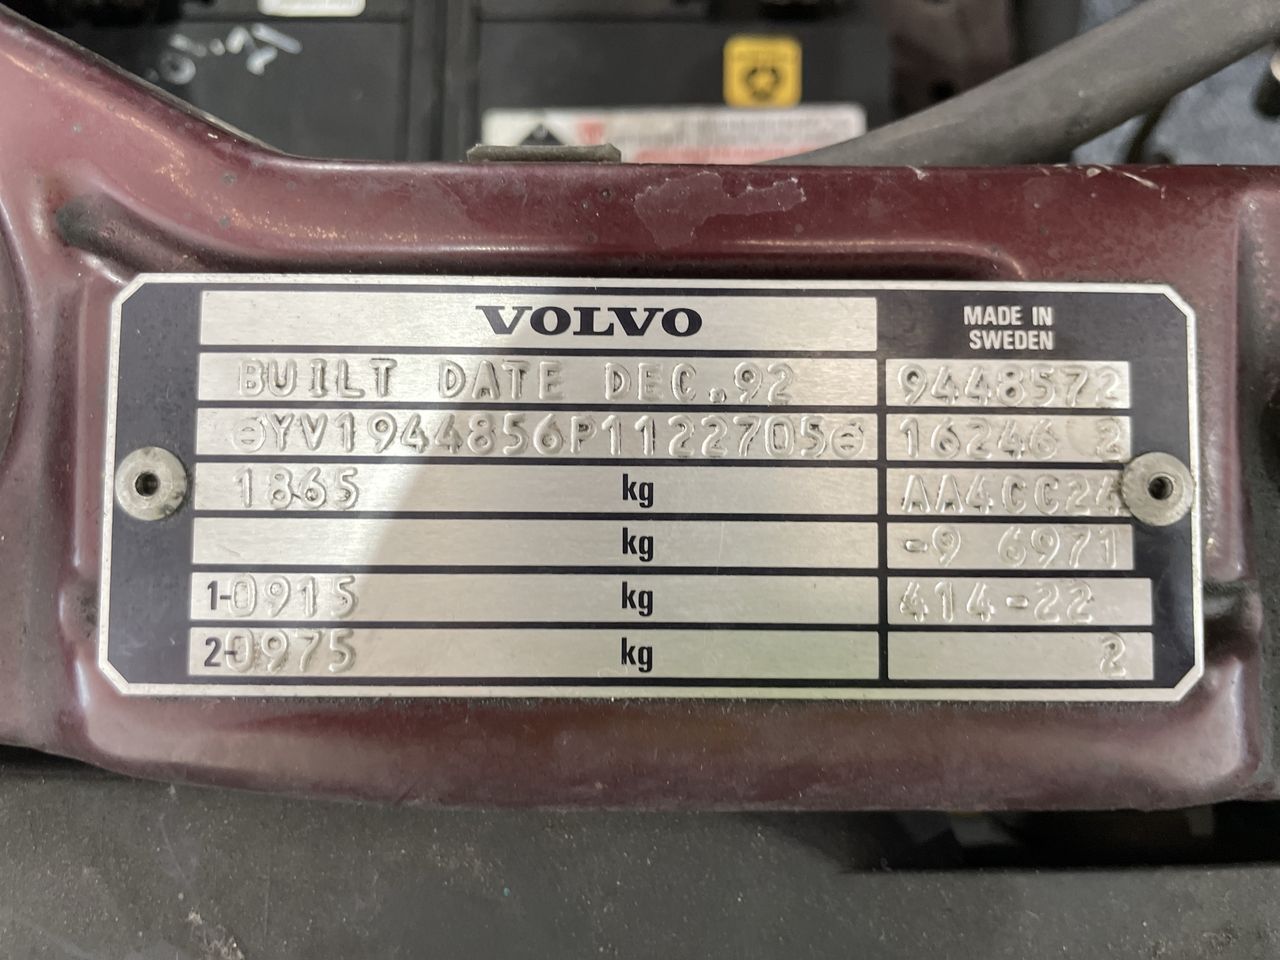 VOLVO
MADE IN
SWEDEN
BUILT DATE DEC.92
9448572
⊖YV1944856P1122705⊖
16246 2
1865 kg
AA4CC2A
kg
-9 6971
1-0915 kg
414-22
2-0975 kg
2